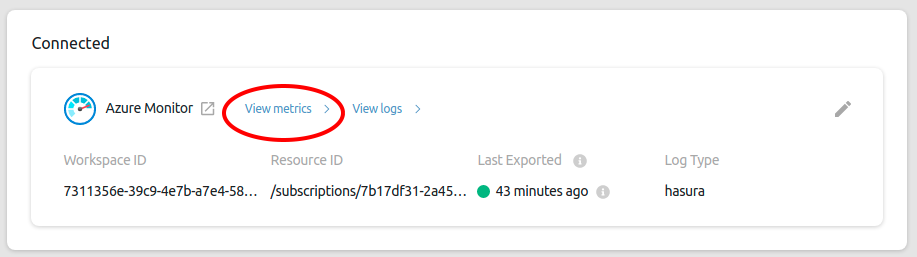 Connected
Azure Monitor View metrics View logs
Workspace ID Resource ID Last Exported Log Type
7311356e-39c9-4e7b-a7e4-58... /subscriptions/7b17df31-2a45... 43 minutes ago hasura